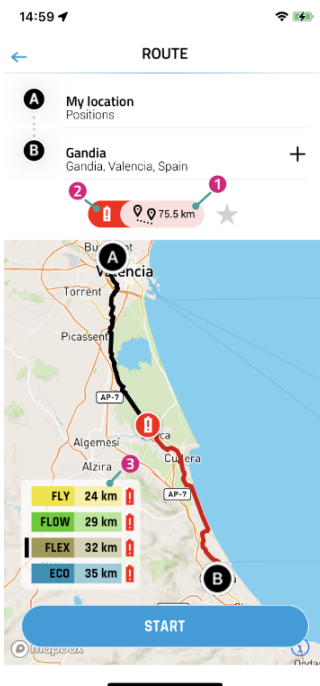 14:59
ROUTE
A
My location
Positions
B
Gandia
Gandia, Valencia, Spain
2
1
75.5 km
A
Valencia
Torrent
Picassent
AP-7
Algemesí
Cullera
Alzira
3
AP-7
FLY 24 km
FLOW 29 km
FLEX 32 km
ECO 35 km
B
START
mapbox